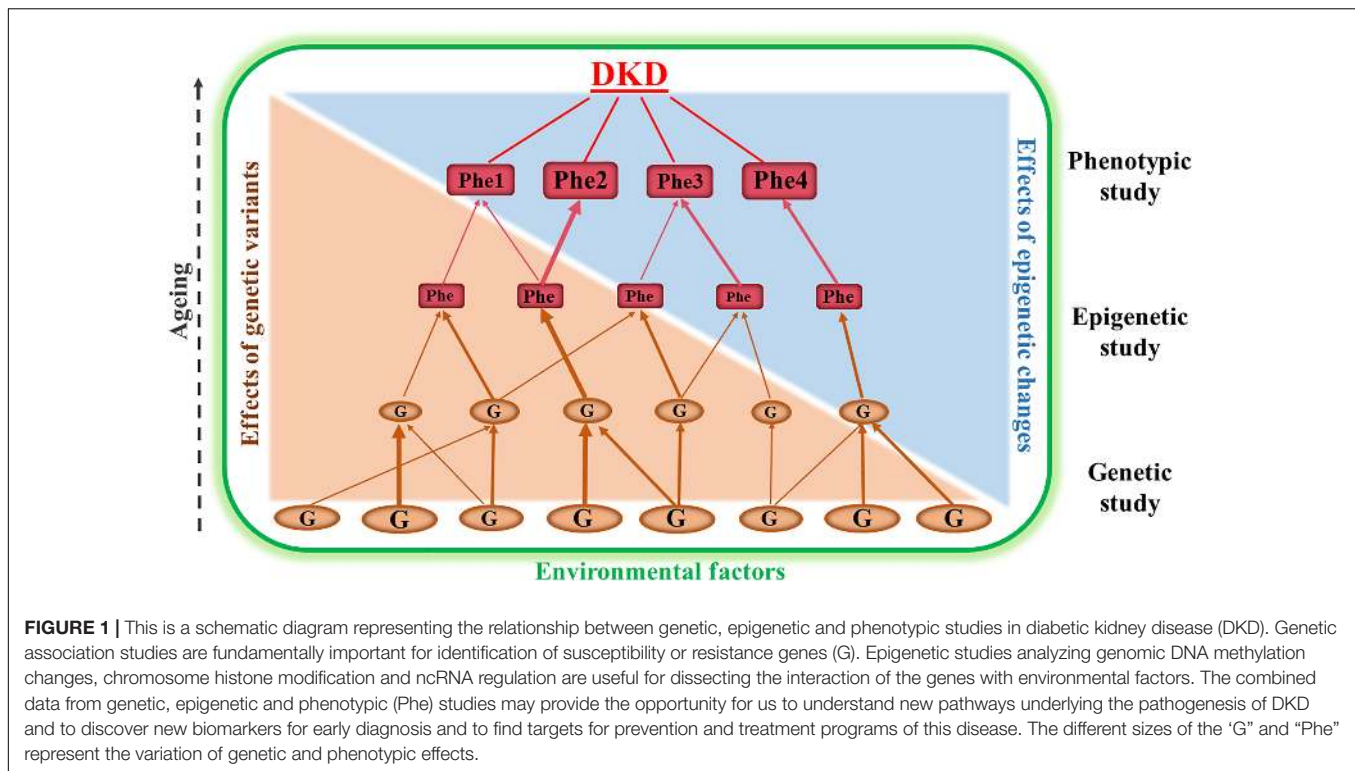 DKD
Phe1 Phe2 Phe3 Phe4
Phenotypic
study
Ageing
Effects of genetic variants
Effects of epigenetic changes
Phe Phe Phe Phe Phe
Epigenetic
study
G G G G G G
Genetic
study
G G G G G G G G
Environmental factors
FIGURE 1 | This is a schematic diagram representing the relationship between genetic, epigenetic and phenotypic studies in diabetic kidney disease (DKD). Genetic
association studies are fundamentally important for identification of susceptibility or resistance genes (G). Epigenetic studies analyzing genomic DNA methylation
changes, chromosome histone modification and ncRNA regulation are useful for dissecting the interaction of the genes with environmental factors. The combined
data from genetic, epigenetic and phenotypic (Phe) studies may provide the opportunity for us to understand new pathways underlying the pathogenesis of DKD
and to discover new biomarkers for early diagnosis and to find targets for prevention and treatment programs of this disease. The different sizes of the ‘G” and “Phe”
represent the variation of genetic and phenotypic effects.